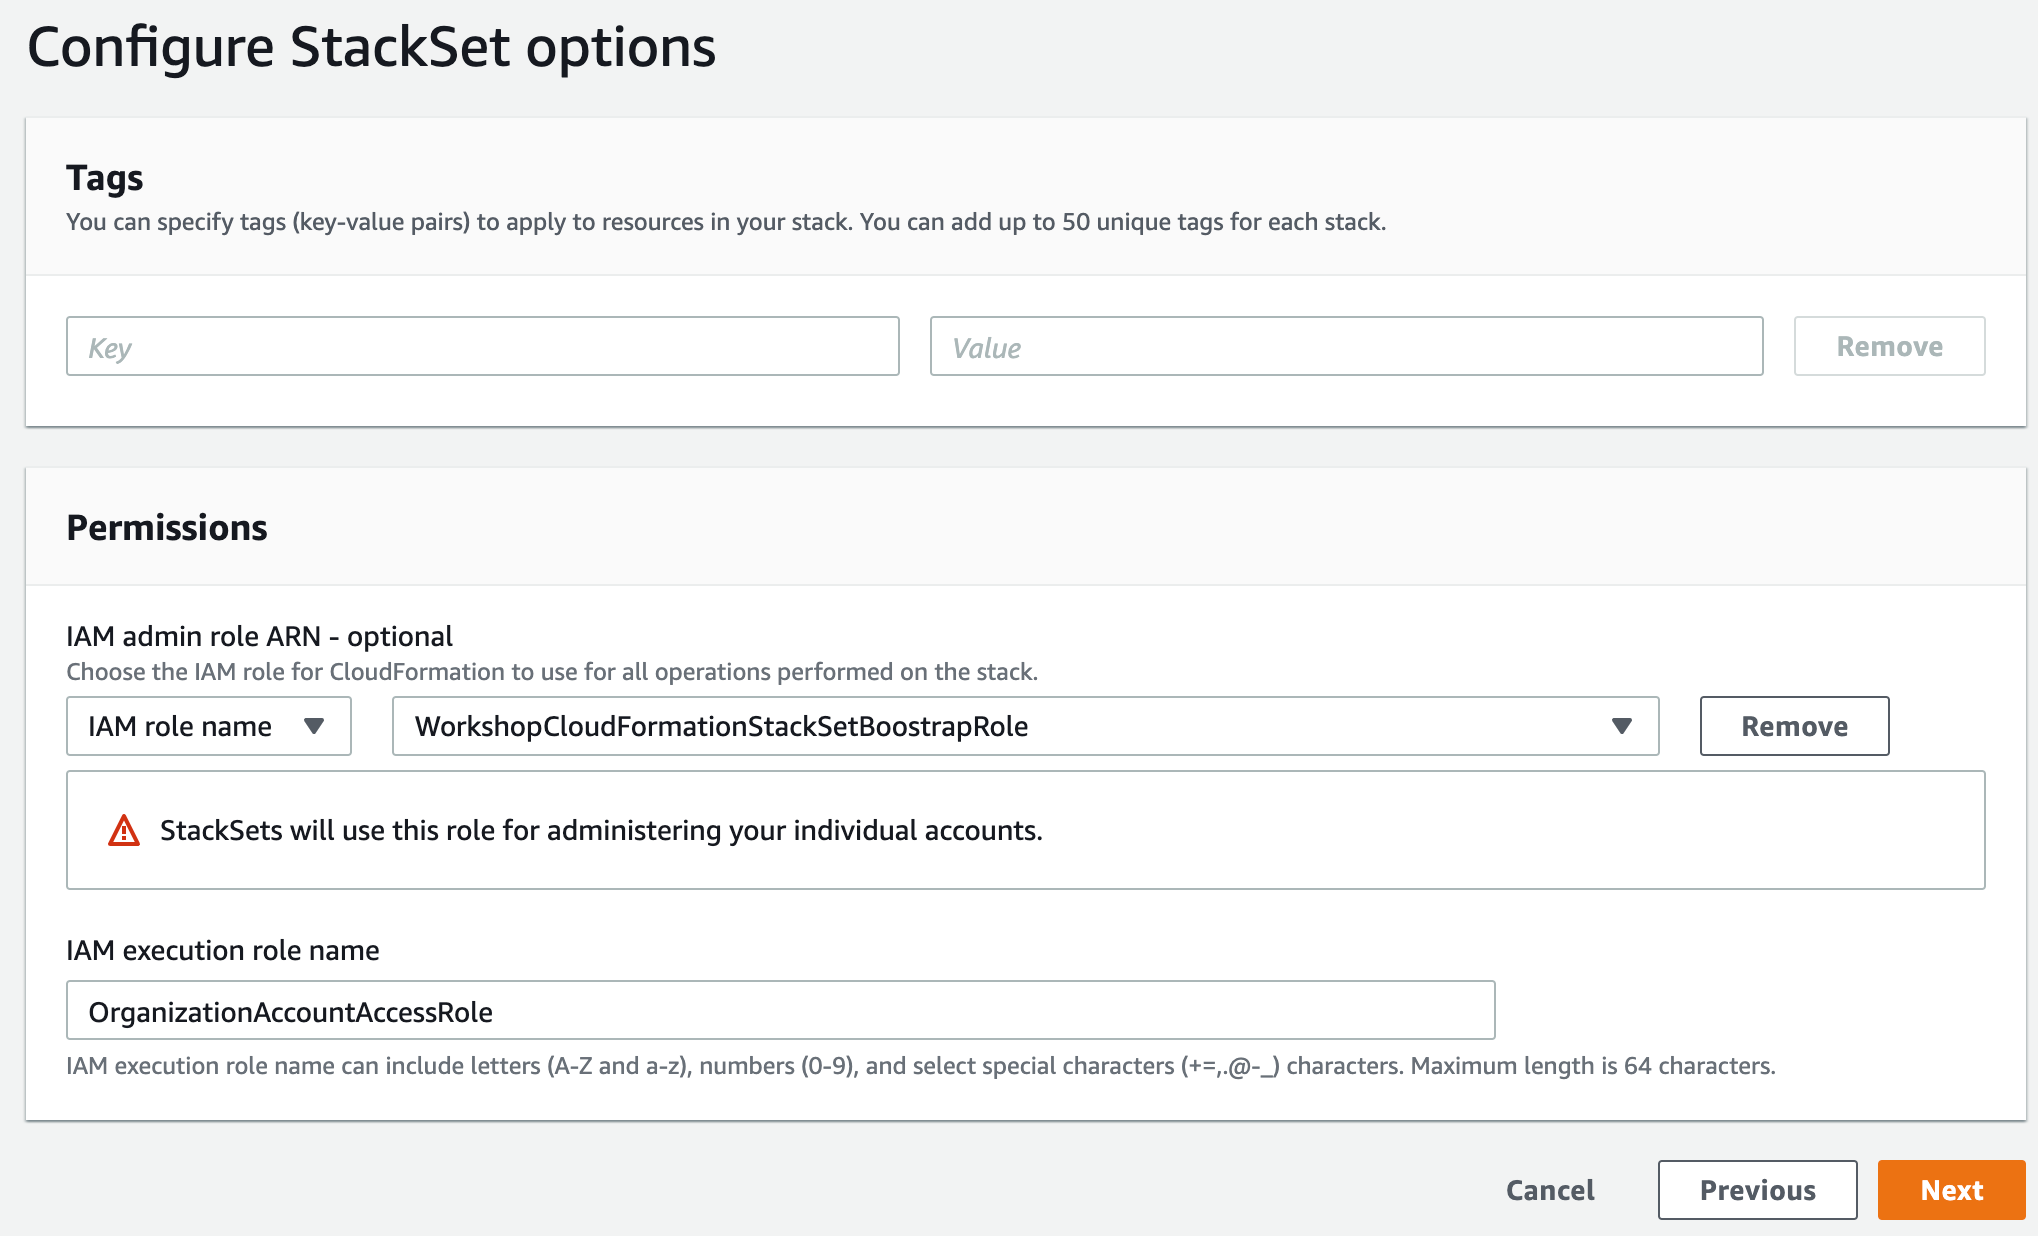 Configure StackSet options
Tags
You can specify tags (key-value pairs) to apply to resources in your stack. You can add up to 50 unique tags for each stack.
Key Value Remove
Permissions
IAM admin role ARN - optional
Choose the IAM role for CloudFormation to use for all operations performed on the stack.
IAM role name WorkshopCloudFormationStackSetBoostrapRole Remove
StackSets will use this role for administering your individual accounts.
IAM execution role name
OrganizationAccountAccessRole
IAM execution role name can include letters (A-Z and a-z), numbers (0-9), and select special characters (+=,.@-_) characters. Maximum length is 64 characters.
Cancel Previous Next